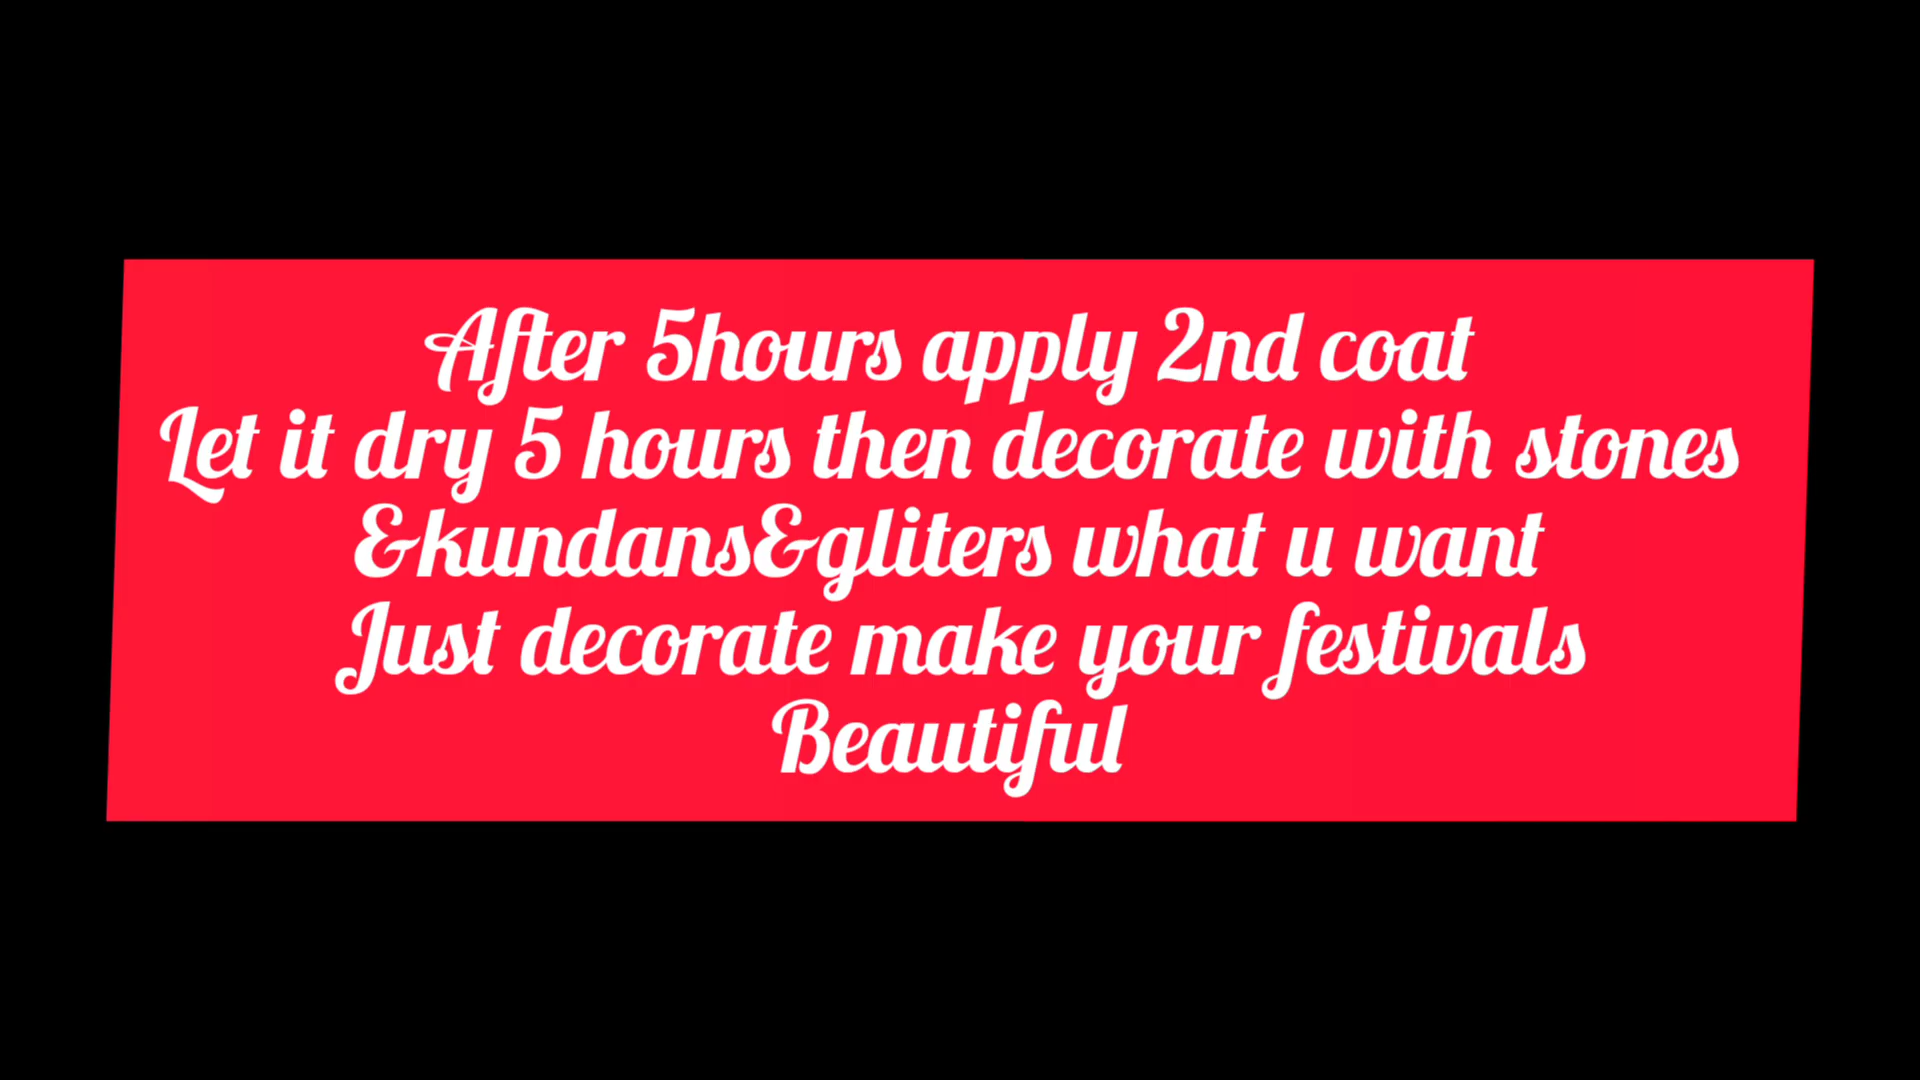 After 5hours apply 2nd coat
Let it dry 5 hours then decorate with stones
&kundans&gliters what u want
Just decorate make your festivals
Beautiful